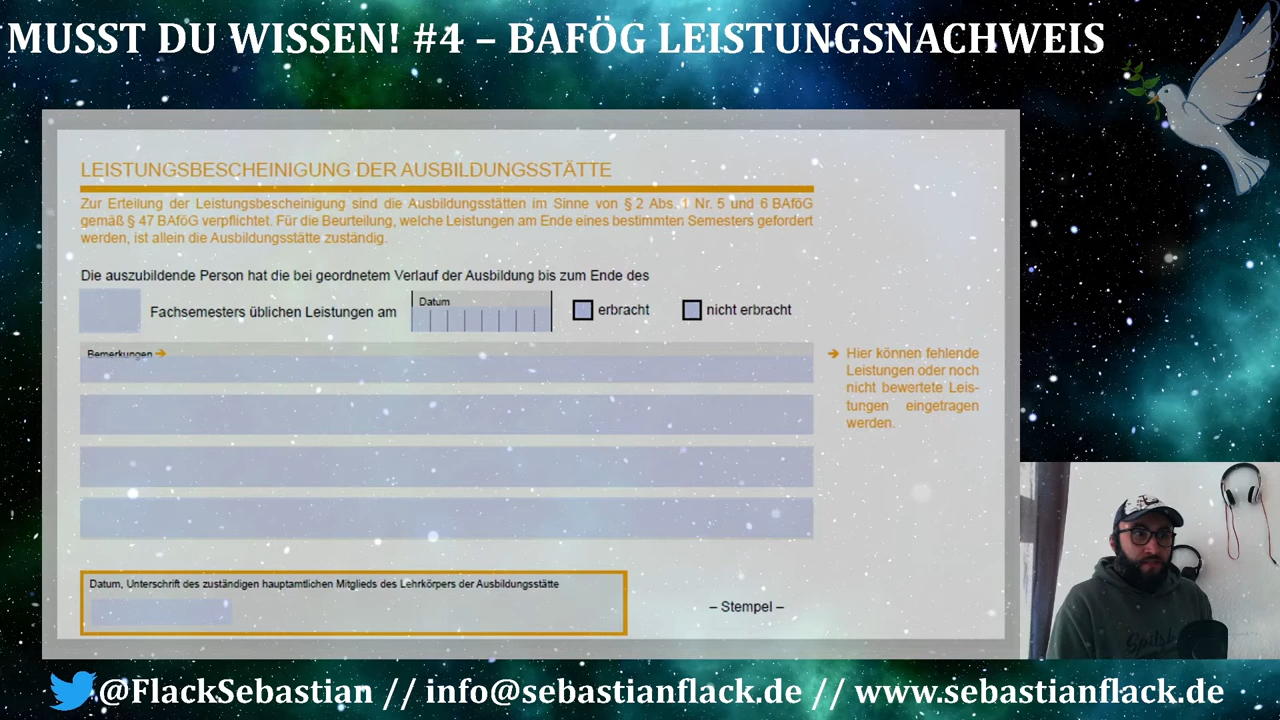 MUSST DU WISSEN! #4 – BAFÖG LEISTUNGSNACHWEIS
LEISTUNGSBESCHEINIGUNG DER AUSBILDUNGSSTÄTTE
Zur Erteilung der Leistungsbescheinigung sind die Ausbildungsstätten im Sinne von § 2 Abs. 1 Nr. 5 und 6 BAföG
gemäß § 47 BAföG verpflichtet. Für die Beurteilung, welche Leistungen am Ende eines bestimmten Semesters gefordert
werden, ist allein die Ausbildungsstätte zuständig.
Die auszubildende Person hat die bei geordnetem Verlauf der Ausbildung bis zum Ende des
Fachsemesters üblichen Leistungen am
Datum
erbracht
nicht erbracht
Bemerkungen ➔
➔ Hier können fehlende
Leistungen oder noch
nicht bewertete Leis-
tungen eingetragen
werden.
Datum, Unterschrift des zuständigen hauptamtlichen Mitglieds des Lehrkörpers der Ausbildungsstätte
– Stempel –
@FlackSebastian // info@sebastianflack.de // www.sebastianflack.de